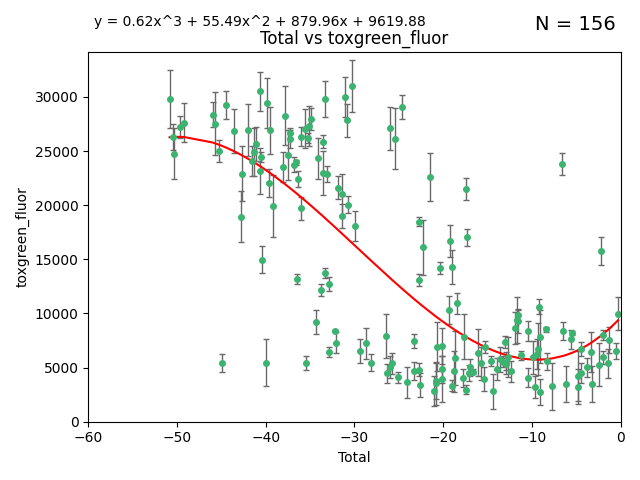 y = 0.62x^3 + 55.49x^2 + 879.96x + 9619.88
N = 156
Total vs toxgreen_fluor
toxgreen_fluor
30000
25000
20000
15000
10000
5000
0
−60
−50
−40
−30
−20
−10
0
Total